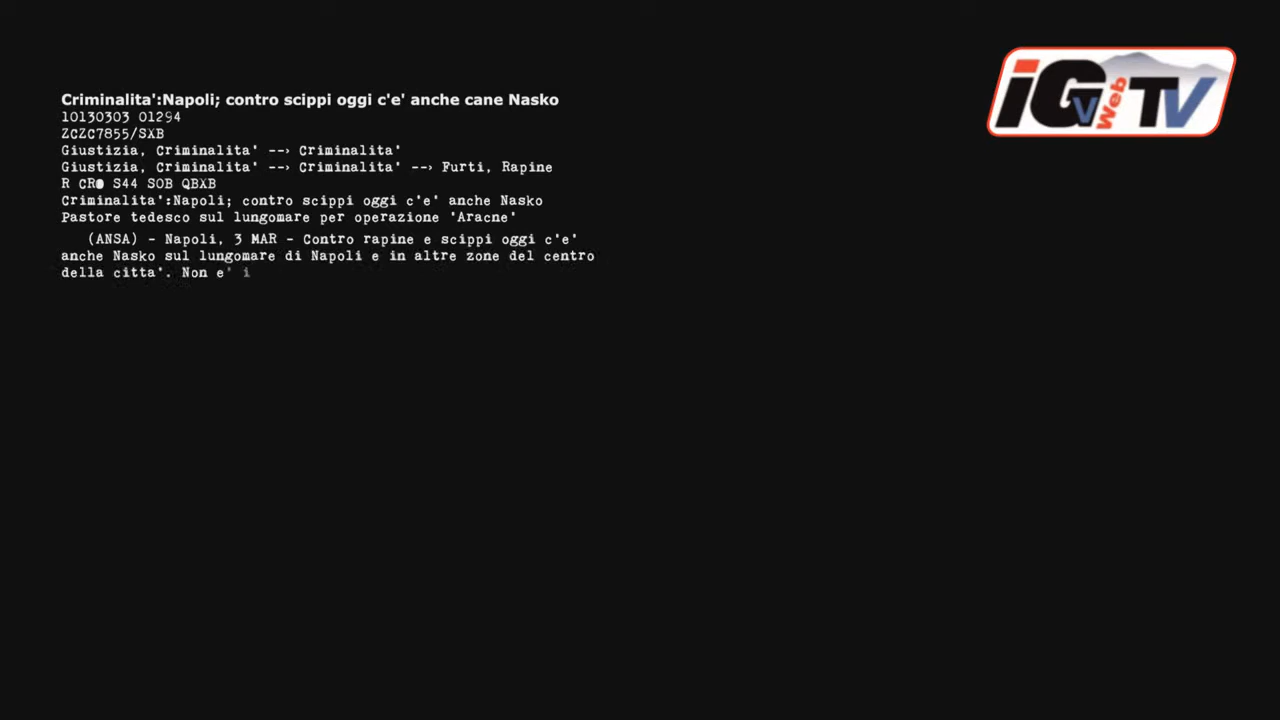 Criminalita':Napoli; contro scippi oggi c'e' anche cane Nasko
10130303 01294
ZCZC7855/SXB
Giustizia, Criminalita' --> Criminalita'
Giustizia, Criminalita' --> Criminalita' --> Furti, Rapine
R CR0 S44 S0B QBXB
Criminalita':Napoli; contro scippi oggi c'e' anche Nasko
Pastore tedesco sul lungomare per operazione 'Aracne'
(ANSA) - Napoli, 3 MAR - Contro rapine e scippi oggi c'e'
anche Nasko sul lungomare di Napoli e in altre zone del centro
della citta'. Non e' i
iGv Web TV